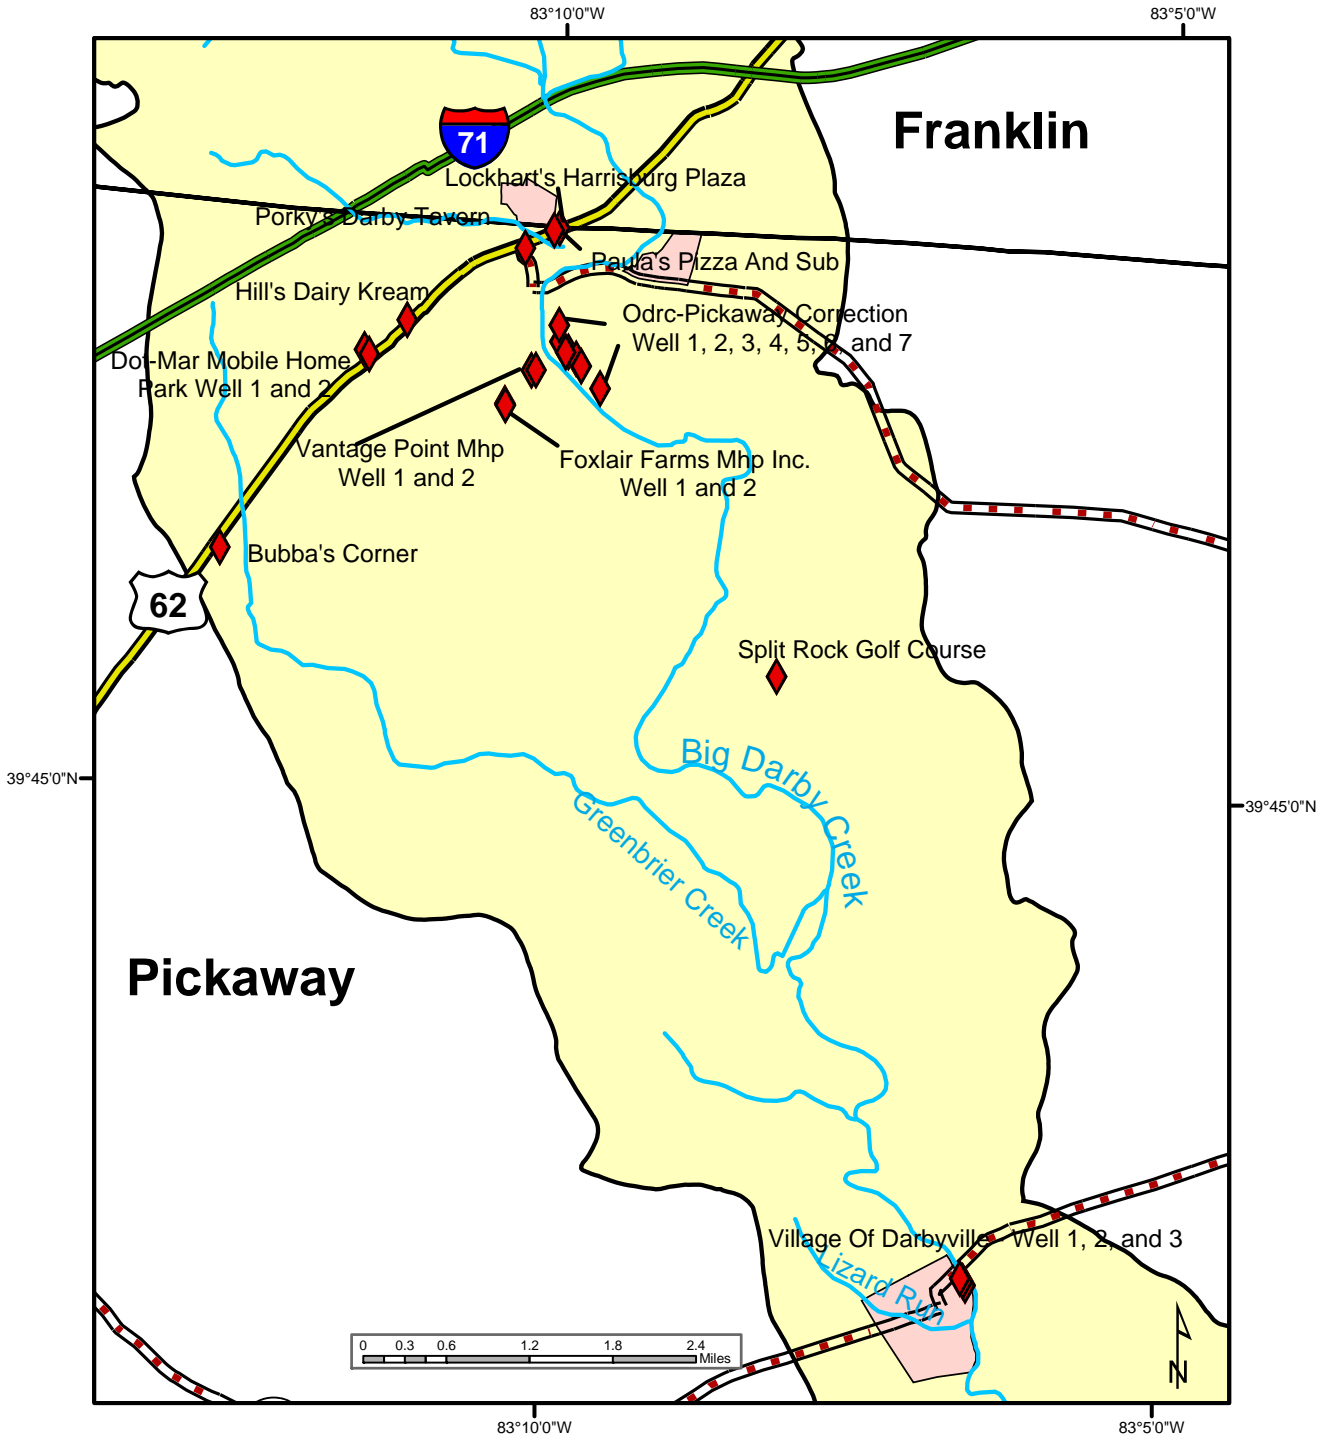 83°10'0"W
83°5'0"W
Franklin
71
Lockhart's Harrisburg Plaza
Porky's Darby Tavern
Paula's Pizza And Sub
Hill's Dairy Kream
Odrc-Pickaway Correction
Well 1, 2, 3, 4, 5, 6, and 7
Dot-Mar Mobile Home
Park Well 1 and 2
Vantage Point Mhp
Well 1 and 2
Foxlair Farms Mhp Inc.
Well 1 and 2
Bubba's Corner
62
Split Rock Golf Course
Big Darby Creek
39°45'0"N
39°45'0"N
Greenbrier Creek
Pickaway
Village Of Darbyville - Well 1, 2, and 3
Lizard Run
0 0.3 0.6 1.2 1.8 2.4
Miles
N
83°10'0"W
83°5'0"W